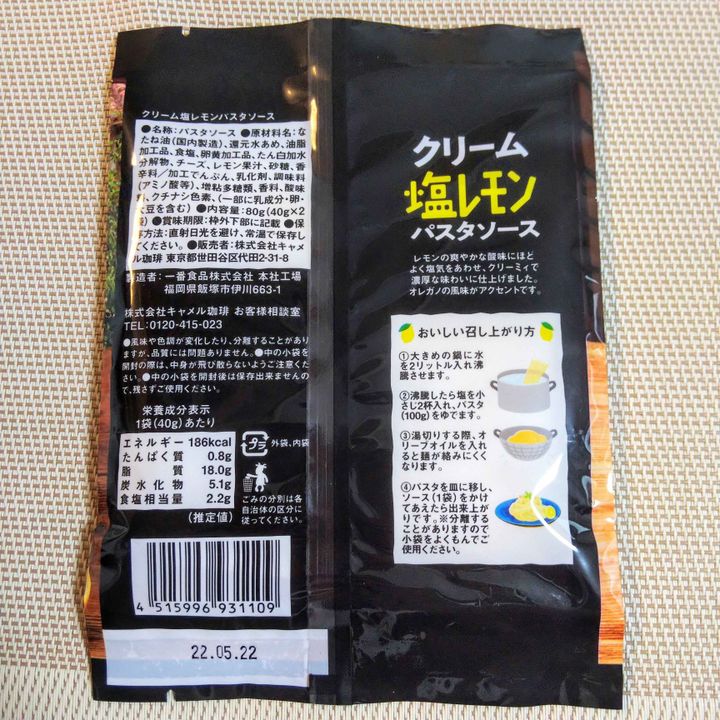 クリーム塩レモンパスタソース
●名称:パスタソース ●原材料名:な
たね油(国内製造)、還元水あめ、油脂
加工品、食塩、卵黄加工品、たん白加水
分解物、チーズ、レモン果汁、砂糖、香
辛料/加工でんぷん、乳化剤、調味料
(アミノ酸等)、増粘多糖類、香料、酸味
料、クチナシ色素、(一部に乳成分・卵・
大豆を含む) ●内容量:80g(40g×2
袋) ●賞味期限:枠外下部に記載 ●保
存方法:直射日光を避け、常温で保存し
てください。 ●販売者:株式会社キャメ
ル珈琲 東京都世田谷区代田2-31-8
製造者:一番食品株式会社 本社工場
福岡県飯塚市伊川663-1
株式会社キャメル珈琲 お客様相談室
TEL:0120-415-023
●風味や色調が変化したり、分離することがあり
ますが、品質には問題ありません。●中の小袋を
開封の際は、中身が飛び散らないようご注意くだ
さい。●中の小袋を開封後は保存出来ませんの
で、残さずご使用ください。
栄養成分表示
1袋(40g)あたり
エネルギー 186kcal
たんぱく質 0.8g
脂質 18.0g
炭水化物 5.1g
食塩相当量 2.2g
(推定値)
プラ
外袋、内袋
ごみの分別は各
自治体の区分に
従ってください。
4 515996 931109
22.05.22
クリーム
塩レモン
パスタソース
レモンの爽やかな酸味にほど
よく塩気をあわせ、クリーミィで
濃厚な味わいに仕上げました。
オレガノの風味がアクセントです。
おいしい召し上がり方
①大きめの鍋に水
を2リットル入れ沸
騰させます。
②沸騰したら塩を小
さじ2杯入れ、パスタ
(100g)をゆでます。
③湯切りする際、オ
リーブオイルを入
れると麺が絡みにくく
なります。
④パスタを皿に移し、
ソース(1袋)をかけ
てあえたら出来上が
りです。※分離すること
がありますので
小袋をよくもんでご
使用ください。